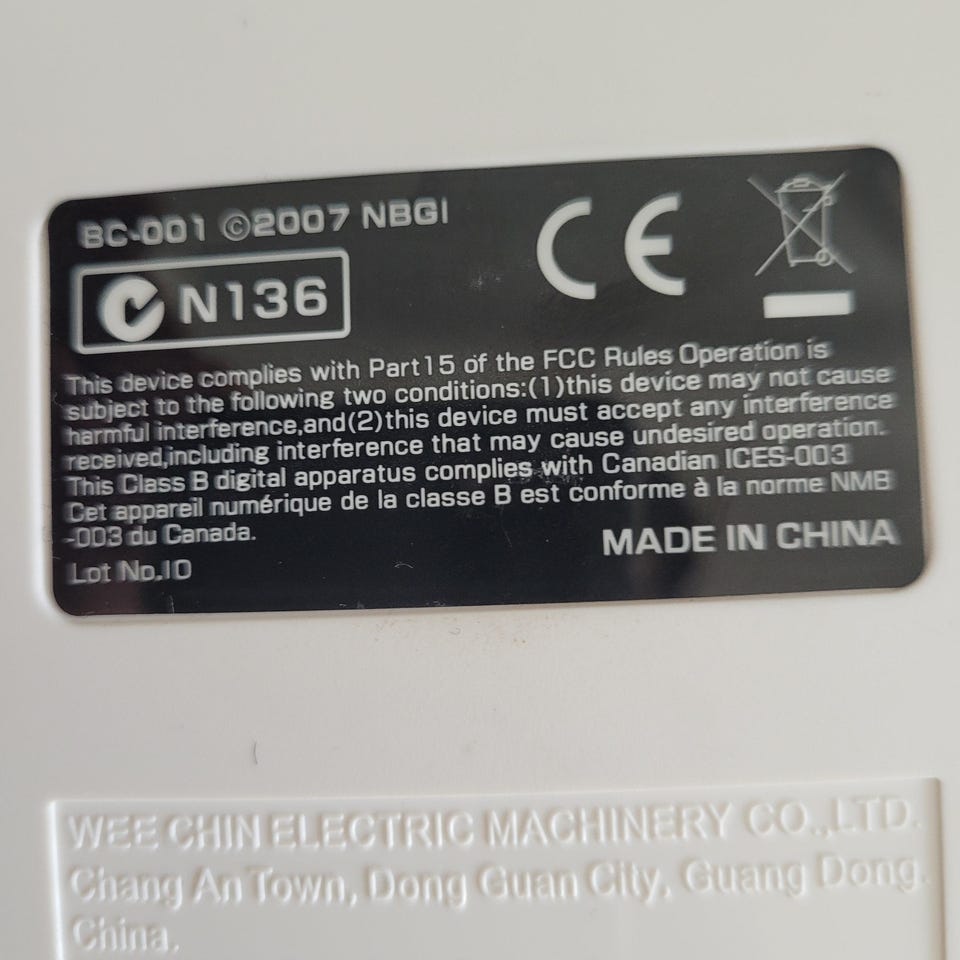 BC-001 ©2007 NBGI
CE
N136
This device complies with Part15 of the FCC Rules Operation is
subject to the following two conditions:(1)this device may not cause
harmful interference,and(2)this device must accept any interference
received,including interference that may cause undesired operation.
This Class B digital apparatus complies with Canadian ICES-003
Cet appareil numérique de la classe B est conforme à la norme NMB
-003 du Canada.
MADE IN CHINA
Lot No.10
WEE CHIN ELECTRIC MACHINERY CO.,LTD.
Chang An Town, Dong Guan City, Guang Dong.
China.